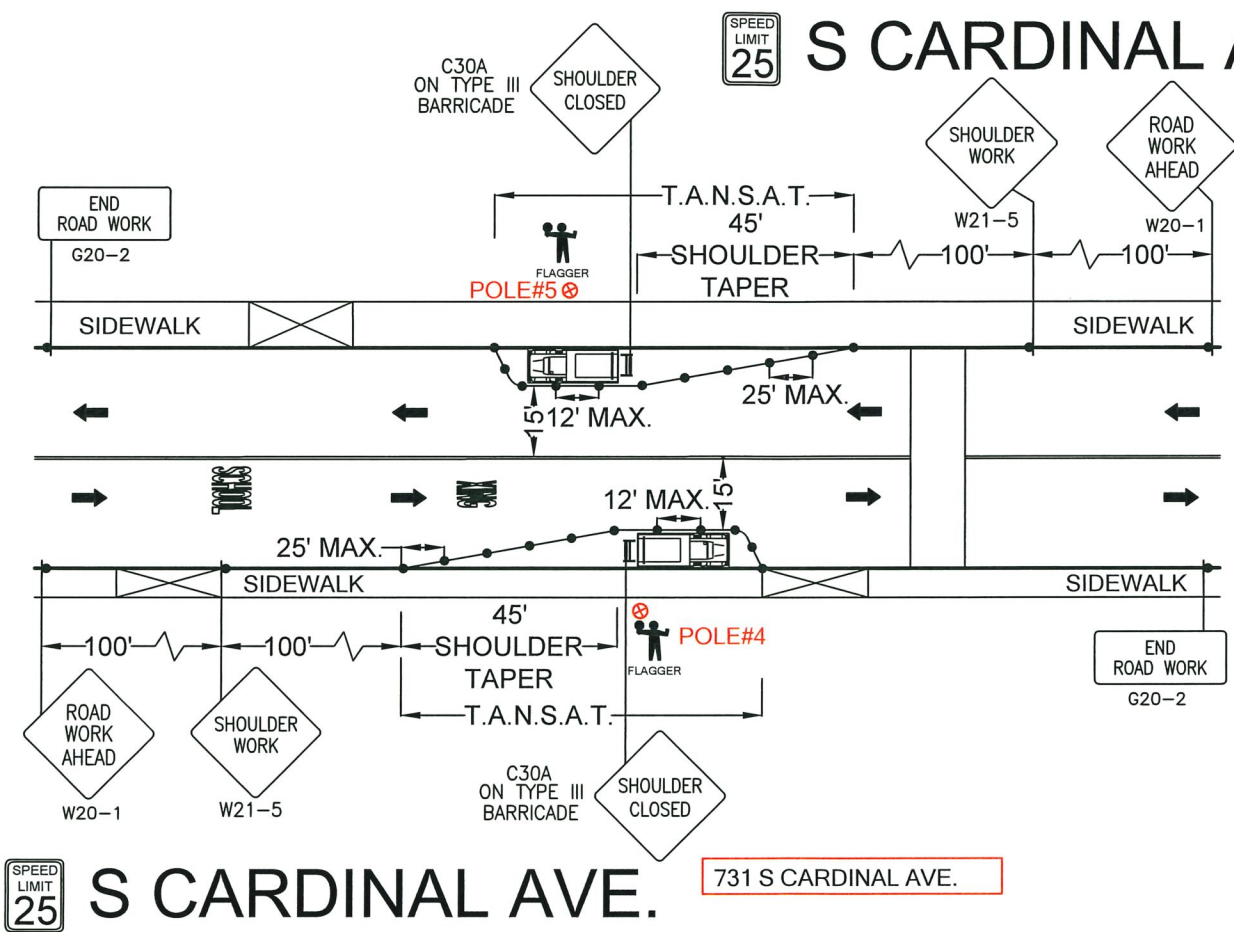 SPEED
LIMIT
25
S CARDINAL A
C30A
ON TYPE III
BARRICADE
SHOULDER
CLOSED
SHOULDER
WORK
W21-5
ROAD
WORK
AHEAD
W20-1
END
ROAD WORK
G20-2
T.A.N.S.A.T.
45'
SHOULDER
TAPER
100'
100'
FLAGGER
POLE#5
SIDEWALK
SIDEWALK
12' MAX.
25' MAX.
15'
12' MAX.
15'
25' MAX.
SIDEWALK
SIDEWALK
100'
100'
45'
SHOULDER
TAPER
T.A.N.S.A.T.
POLE#4
FLAGGER
END
ROAD WORK
G20-2
ROAD
WORK
AHEAD
W20-1
SHOULDER
WORK
W21-5
C30A
ON TYPE III
BARRICADE
SHOULDER
CLOSED
SPEED
LIMIT
25
S CARDINAL AVE.
731 S CARDINAL AVE.